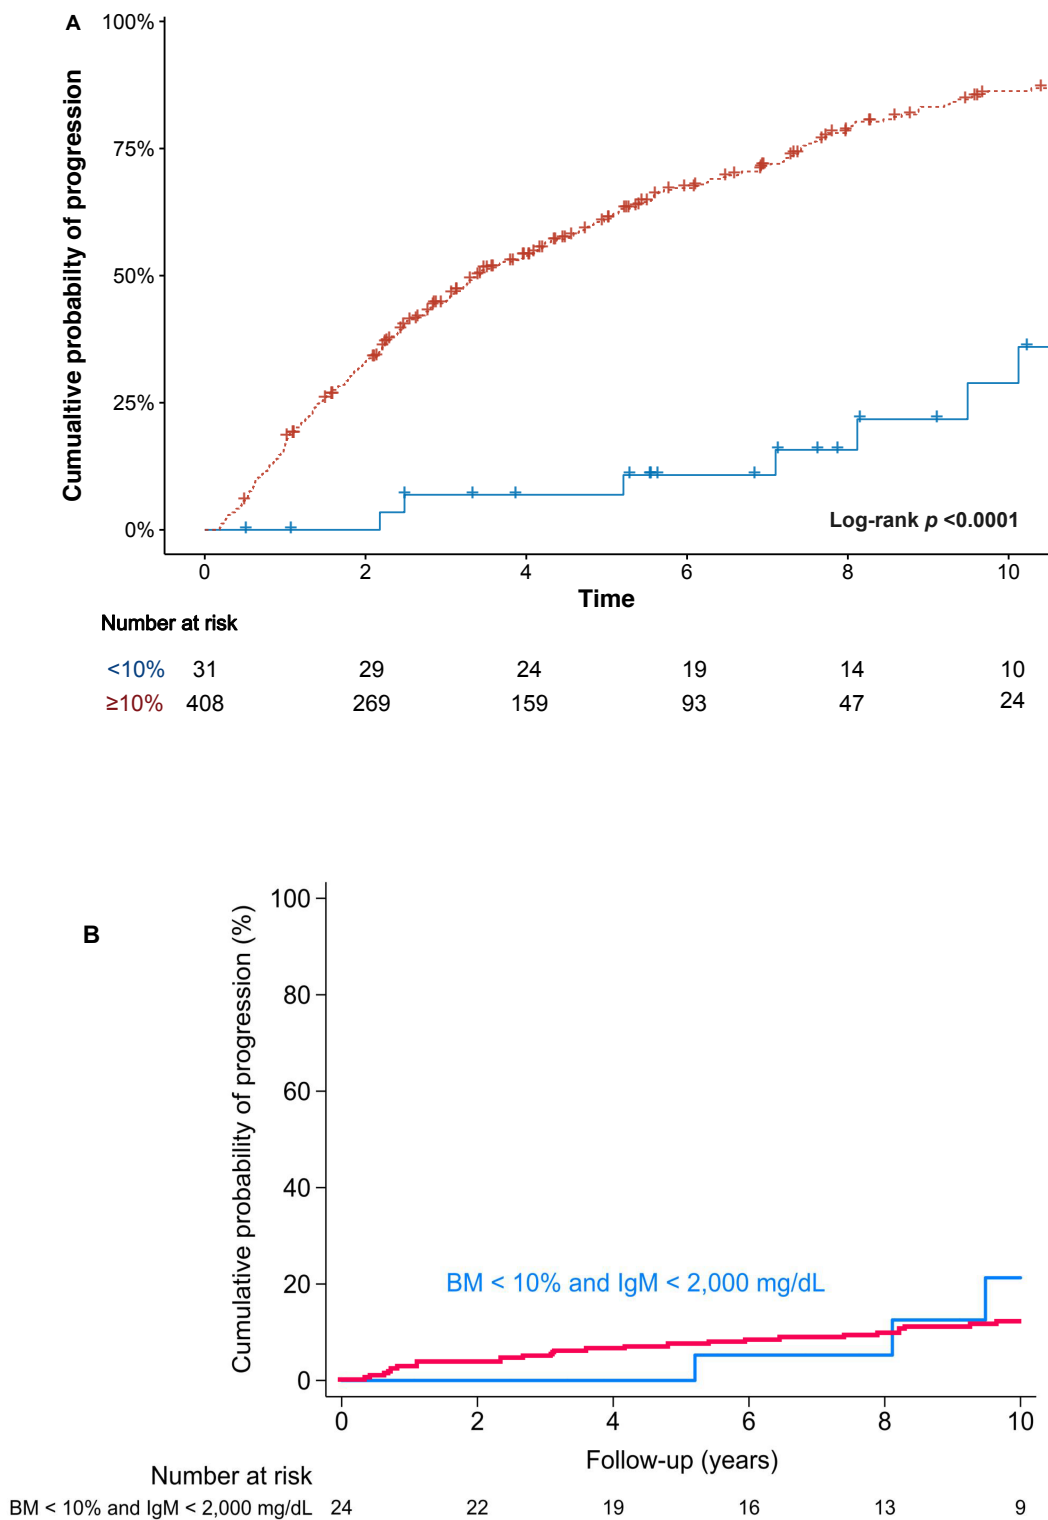 A
Cumualtive probabilty of progression
100%
75%
50%
25%
0%
Log-rank p <0.0001
0 2 4 6 8 10
Time
Number at risk
<10% 31 29 24 19 14 10
≥10% 408 269 159 93 47 24
B
Cumulative probability of progression (%)
100
80
60
40
20
0
BM < 10% and IgM < 2,000 mg/dL
0 2 4 6 8 10
Follow-up (years)
Number at risk
BM < 10% and IgM < 2,000 mg/dL 24 22 19 16 13 9